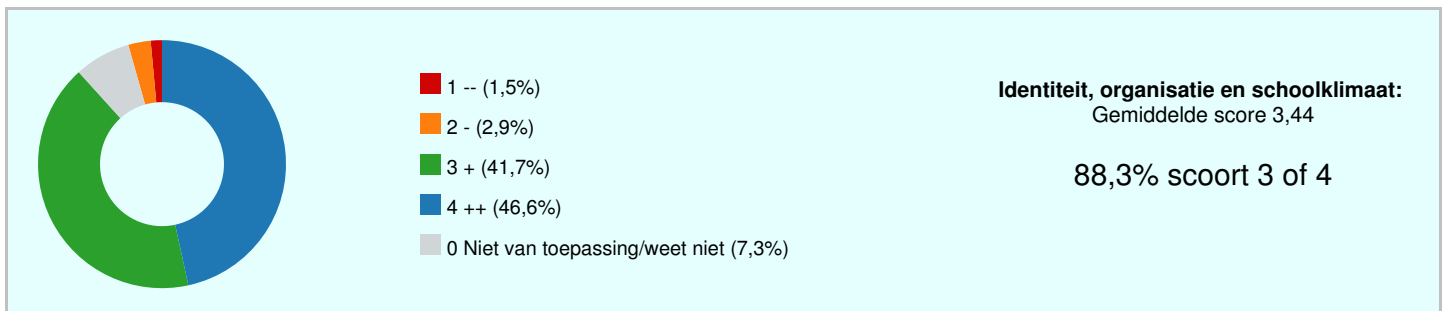 1 -- (1,5%)
2 - (2,9%)
3 + (41,7%)
4 ++ (46,6%)
0 Niet van toepassing/weet niet (7,3%)
Identiteit, organisatie en schoolklimaat:
Gemiddelde score 3,44
88,3% scoort 3 of 4